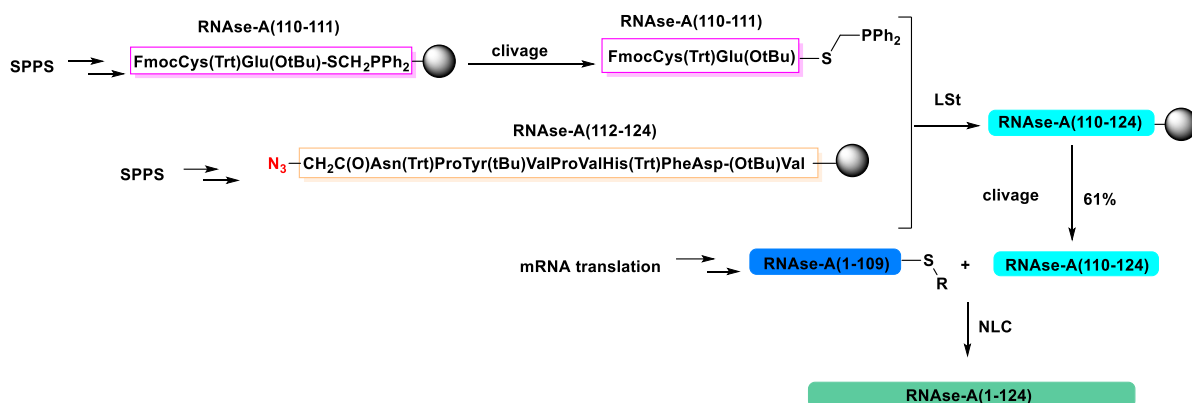 RNAse-A(110-111)
RNAse-A(110-111)
SPPS
FmocCys(Trt)Glu(OtBu)-SCH2PPh2
clivage
FmocCys(Trt)Glu(OtBu)
S
PPh2
LSt
RNAse-A(110-124)
RNAse-A(112-124)
SPPS
N3
CH2C(O)Asn(Trt)ProTyr(tBu)ValProValHis(Trt)PheAsp-(OtBu)Val
clivage
61%
mRNA translation
RNAse-A(1-109)
S
R
+
RNAse-A(110-124)
NLC
RNAse-A(1-124)